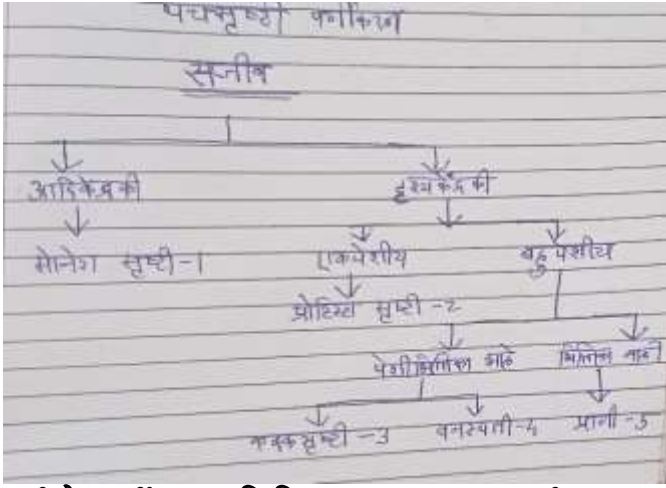 पंचसृष्टी वर्गीकरण
सजीव
आदिकेंद्रकी दृश्यकेंद्रकी
मोनेरा सृष्टी-1 एकपेशीय बहुपेशीय
प्रोटिस्टा सृष्टी-2
पेशीभित्तिका आहे भित्तिका नाही
कवकसृष्टी-3 वनस्पती-4 प्राणी-5